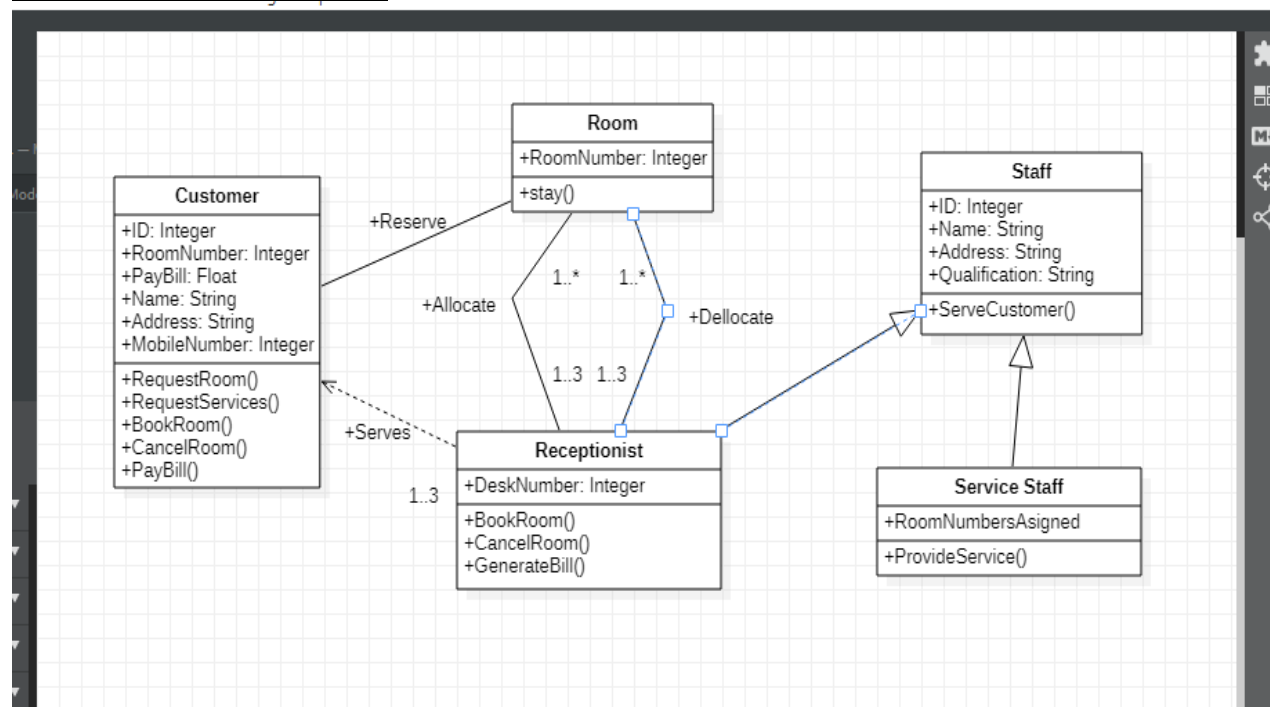 Room
+RoomNumber: Integer
+stay()
Customer
+ID: Integer
+RoomNumber: Integer
+PayBill: Float
+Name: String
+Address: String
+MobileNumber: Integer
+RequestRoom()
+RequestServices()
+BookRoom()
+CancelRoom()
+PayBill()
Staff
+ID: Integer
+Name: String
+Address: String
+Qualification: String
+ServeCustomer()
+Reserve
1..* 1..*
+Allocate
+Dellocate
1..3 1..3
+Serves
1..3
Receptionist
+DeskNumber: Integer
+BookRoom()
+CancelRoom()
+GenerateBill()
Service Staff
+RoomNumbersAsigned
+ProvideService()